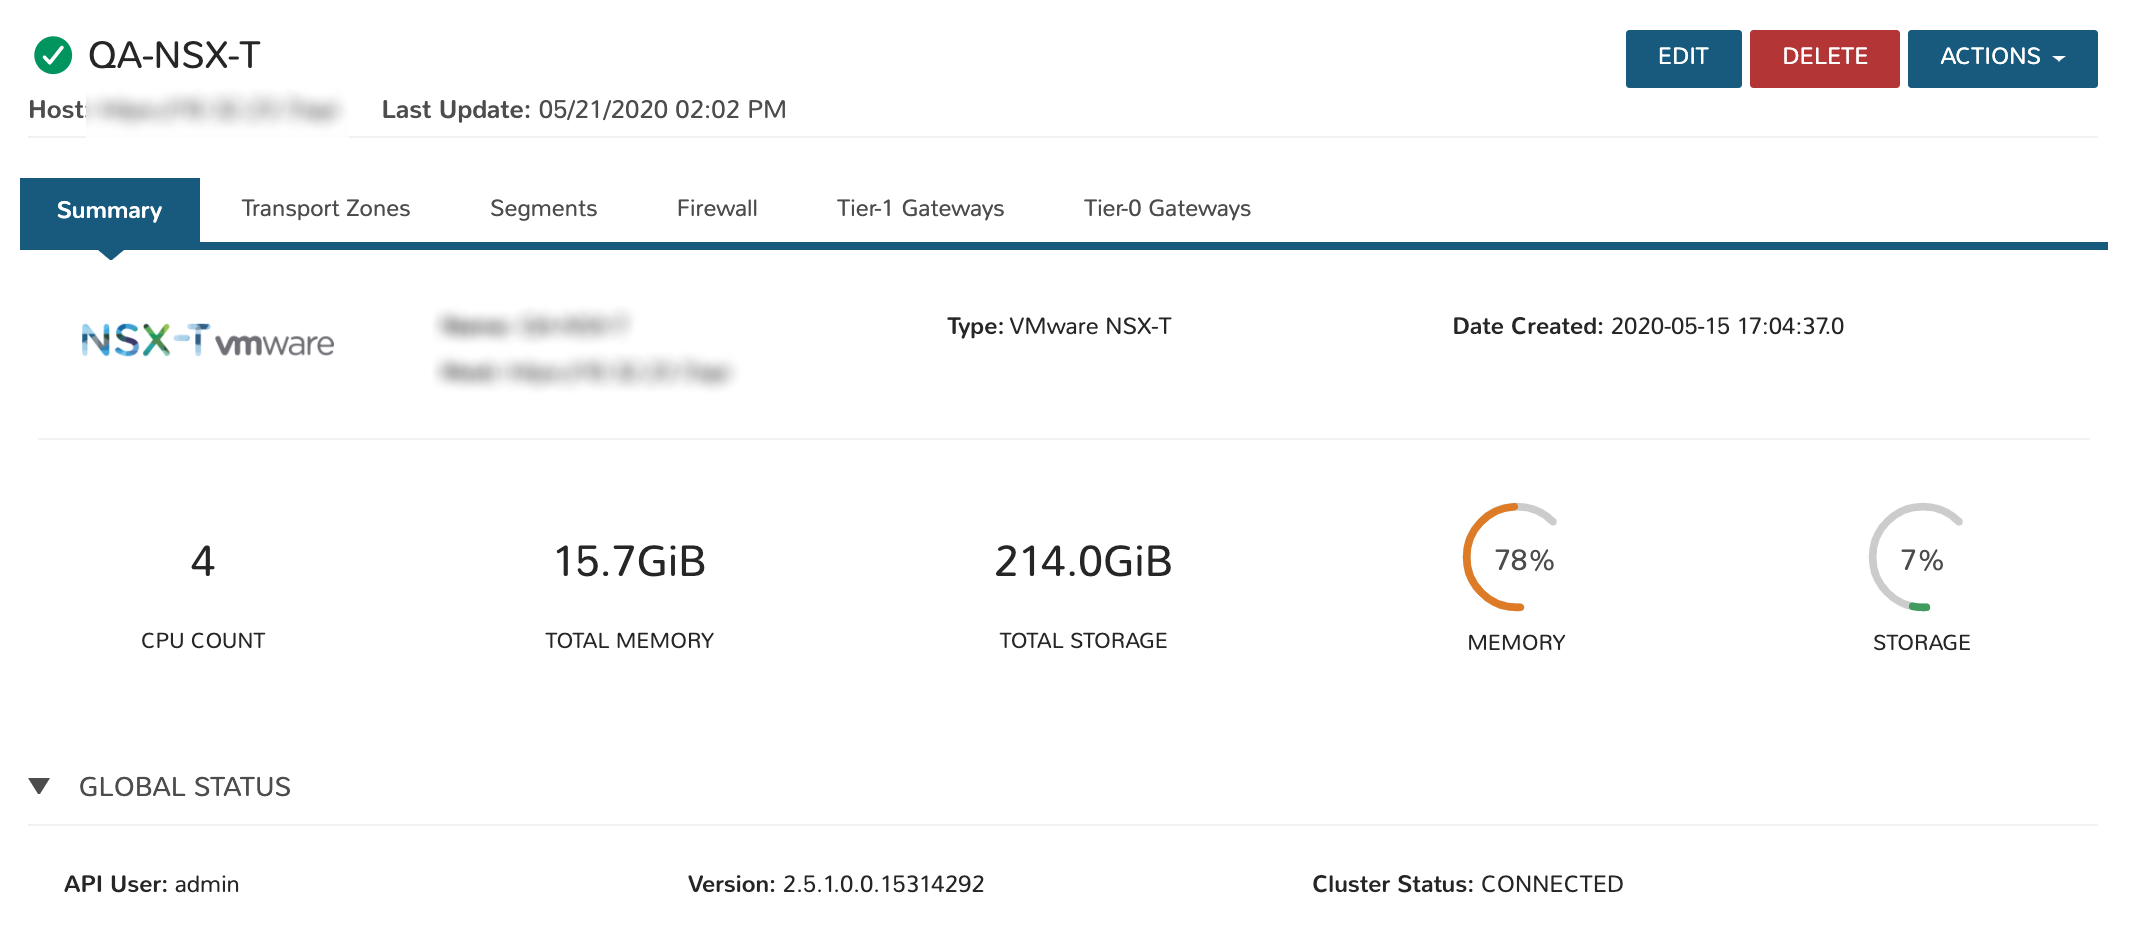 QA-NSX-T
EDIT
DELETE
ACTIONS
Host:
Last Update: 05/21/2020 02:02 PM
Summary
Transport Zones
Segments
Firewall
Tier-1 Gateways
Tier-0 Gateways
NSX-T vmware
Type: VMware NSX-T
Date Created: 2020-05-15 17:04:37.0
4
15.7GiB
214.0GiB
78%
7%
CPU COUNT
TOTAL MEMORY
TOTAL STORAGE
MEMORY
STORAGE
GLOBAL STATUS
API User: admin
Version: 2.5.1.0.0.15314292
Cluster Status: CONNECTED